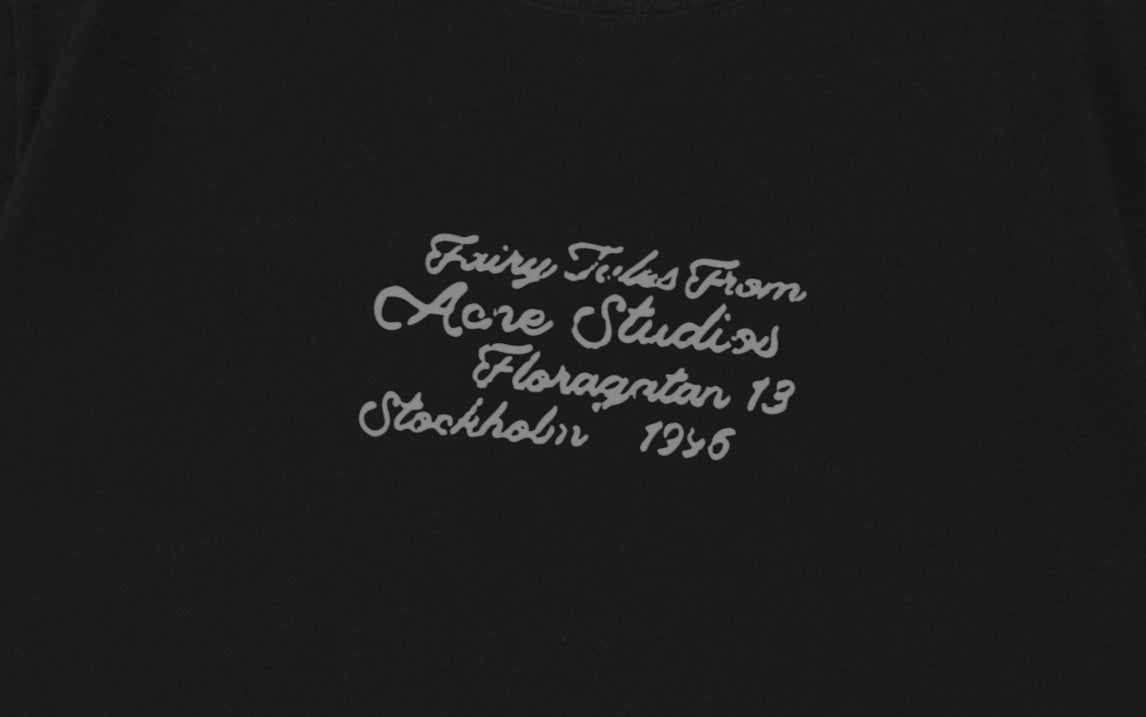 Fairy Tales From
Acne Studios
Floragatan 13
Stockholm 1996